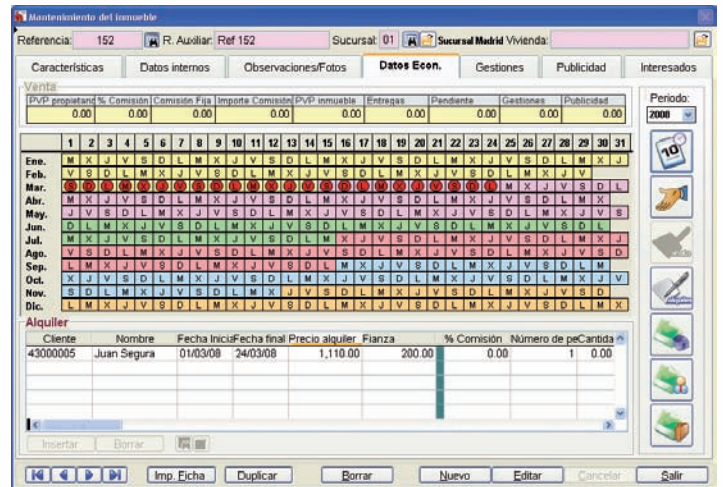 Mantenimiento del inmueble
Referencia: 152 R. Auxiliar: Ref 152 Sucursal: 01 Sucursal Madrid Vivienda:
Características Datos internos Observaciones/Fotos Datos Econ. Gestiones Publicidad Interesados
Venta
PVP propietario % Comisión Comisión Fija Importe Comisión PVP inmueble Entregas Pendiente Gestiones Publicidad
0.00 0.00 0.00 0.00 0.00 0.00 0.00 0.00 0.00
Periodo:
2008
1 2 3 4 5 6 7 8 9 10 11 12 13 14 15 16 17 18 19 20 21 22 23 24 25 26 27 28 29 30 31
Ene. M X J V S D L M X J V S D L M X J V S D L M X J V S D L M X J
Feb. V S D L M X J V S D L M X J V S D L M X J V S D L M X J V
Mar. S D L M X J V S D L M X J V S D L M X J V S D L M X J V S D L
Abr. M X J V S D L M X J V S D L M X J V S D L M X J V S D L M X
May. J V S D L M X J V S D L M X J V S D L M X J V S D L M X J V S
Jun. D L M X J V S D L M X J V S D L M X J V S D L M X J V S D L
Jul. M X J V S D L M X J V S D L M X J V S D L M X J V S D L M X J
Ago. V S D L M X J V S D L M X J V S D L M X J V S D L M X J V S D
Sep. L M X J V S D L M X J V S D L M X J V S D L M X J V S D L M
Oct. X J V S D L M X J V S D L M X J V S D L M X J V S D L M X J V
Nov. S D L M X J V S D L M X J V S D L M X J V S D L M X J V S D
Dic. L M X J V S D L M X J V S D L M X J V S D L M X J V S D L M X
Alquiler
Cliente Nombre Fecha Inicia Fecha final Precio alquiler Fianza % Comisión Número de pe Cantida
43000005 Juan Segura 01/03/08 24/03/08 1,110.00 200.00 0.00 1 0.00
Insertar Borrar
Imp. Ficha Duplicar Borrar Nuevo Editar Cancelar Salir